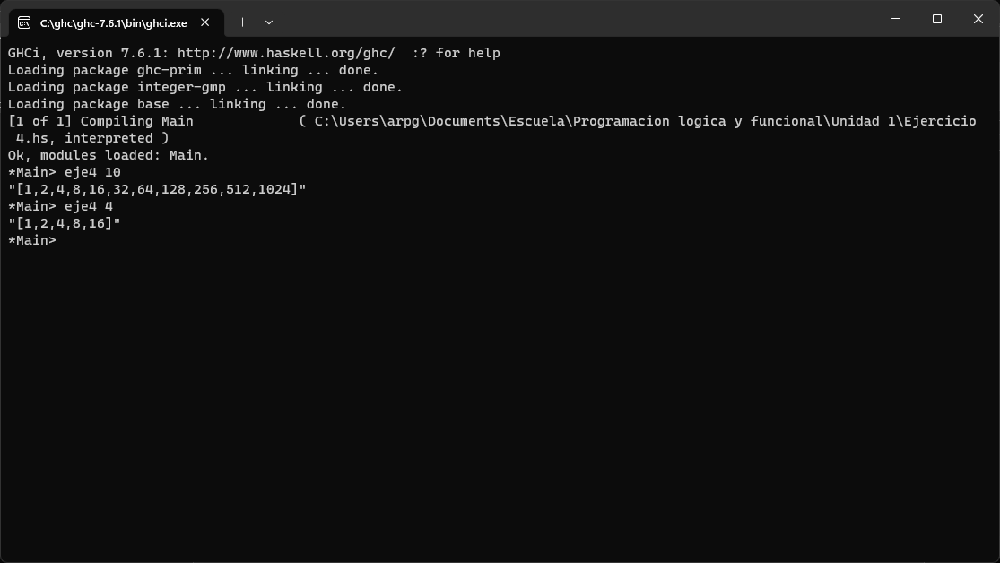 C:\ghc\ghc-7.6.1\bin\ghci.exe
GHCi, version 7.6.1: http://www.haskell.org/ghc/  :? for help
Loading package ghc-prim ... linking ... done.
Loading package integer-gmp ... linking ... done.
Loading package base ... linking ... done.
[1 of 1] Compiling Main             ( C:\Users\arpg\Documents\Escuela\Programacion logica y funcional\Unidad 1\Ejercicio
 4.hs, interpreted )
Ok, modules loaded: Main.
*Main> eje4 10
"[1,2,4,8,16,32,64,128,256,512,1024]"
*Main> eje4 4
"[1,2,4,8,16]"
*Main>